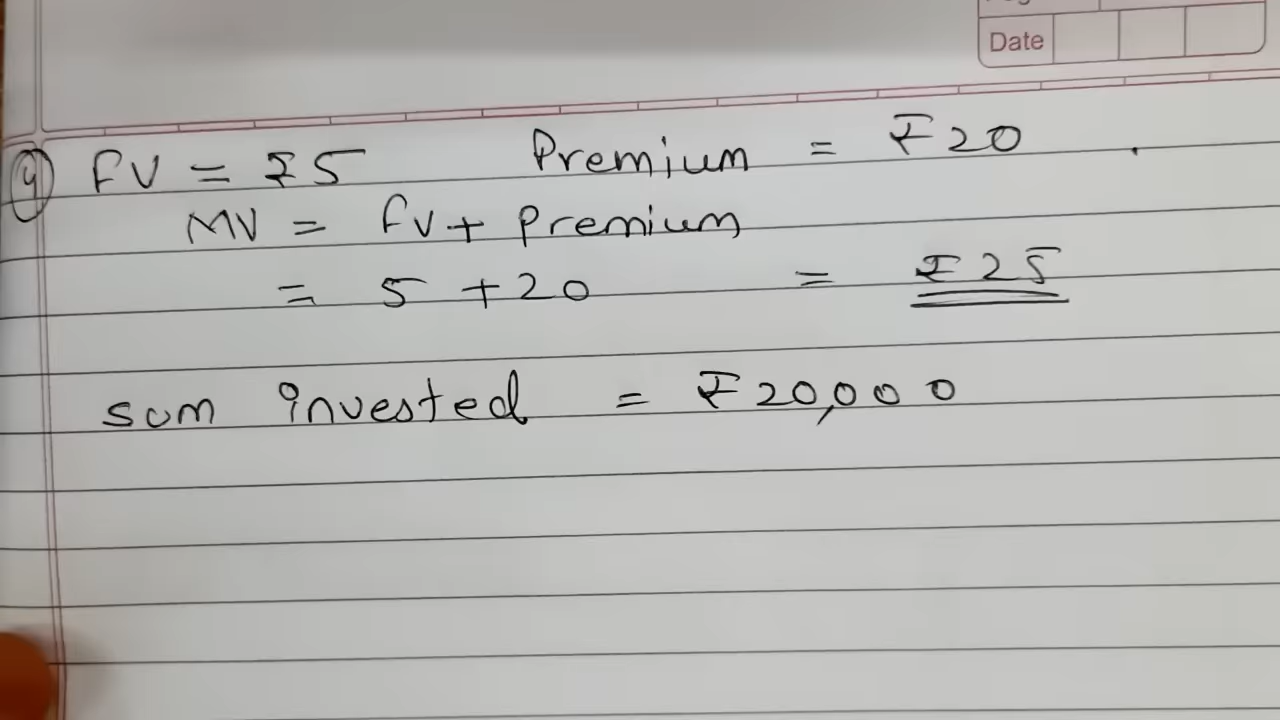 Date
4) FV = ₹5 Premium = ₹20
MV = FV + Premium
= 5 + 20 = ₹25
sum invested = ₹20,000